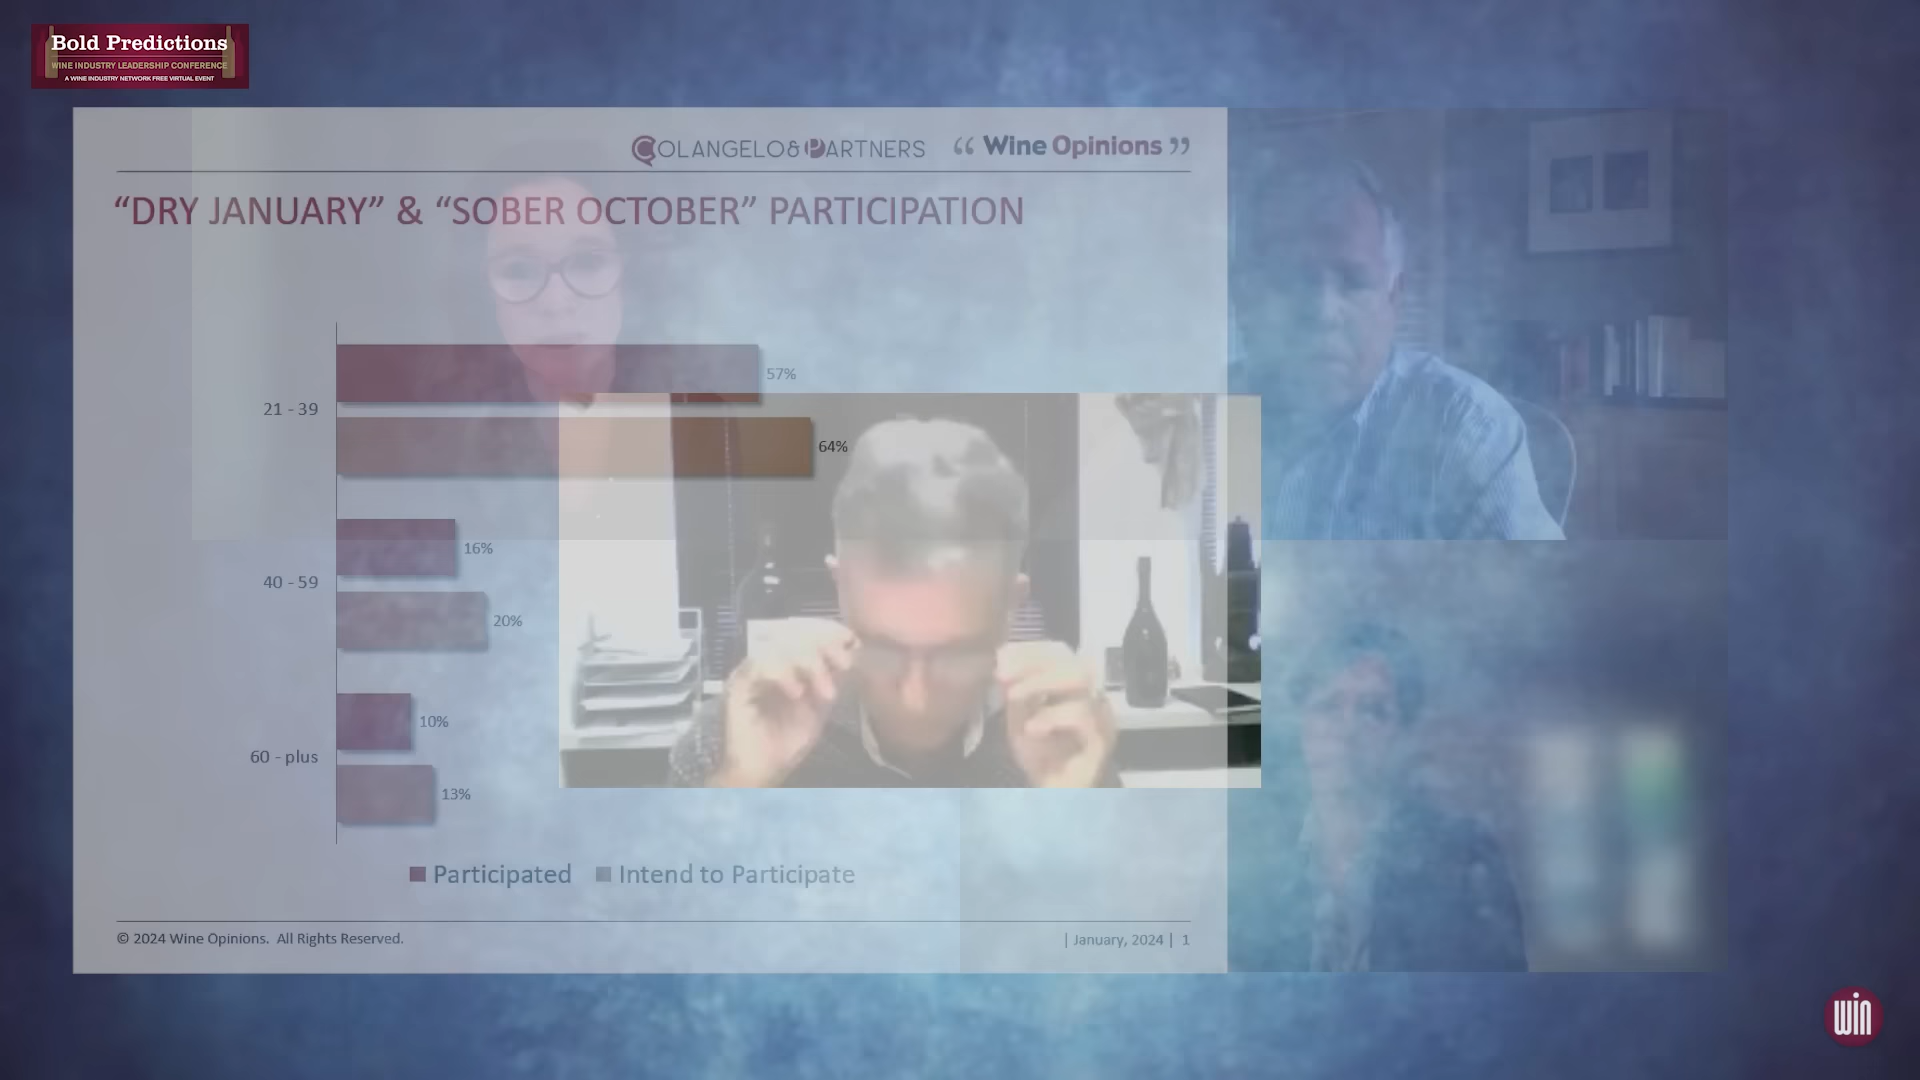 Bold Predictions
WINE INDUSTRY LEADERSHIP CONFERENCE
A WINE INDUSTRY NETWORK FREE VIRTUAL EVENT
COLANGELO & PARTNERS
“ Wine Opinions ”
“DRY JANUARY” & “SOBER OCTOBER” PARTICIPATION
57%
21 - 39
64%
16%
40 - 59
20%
10%
60 - plus
13%
Participated Intend to Participate
© 2024 Wine Opinions. All Rights Reserved.
| January, 2024 | 1
win